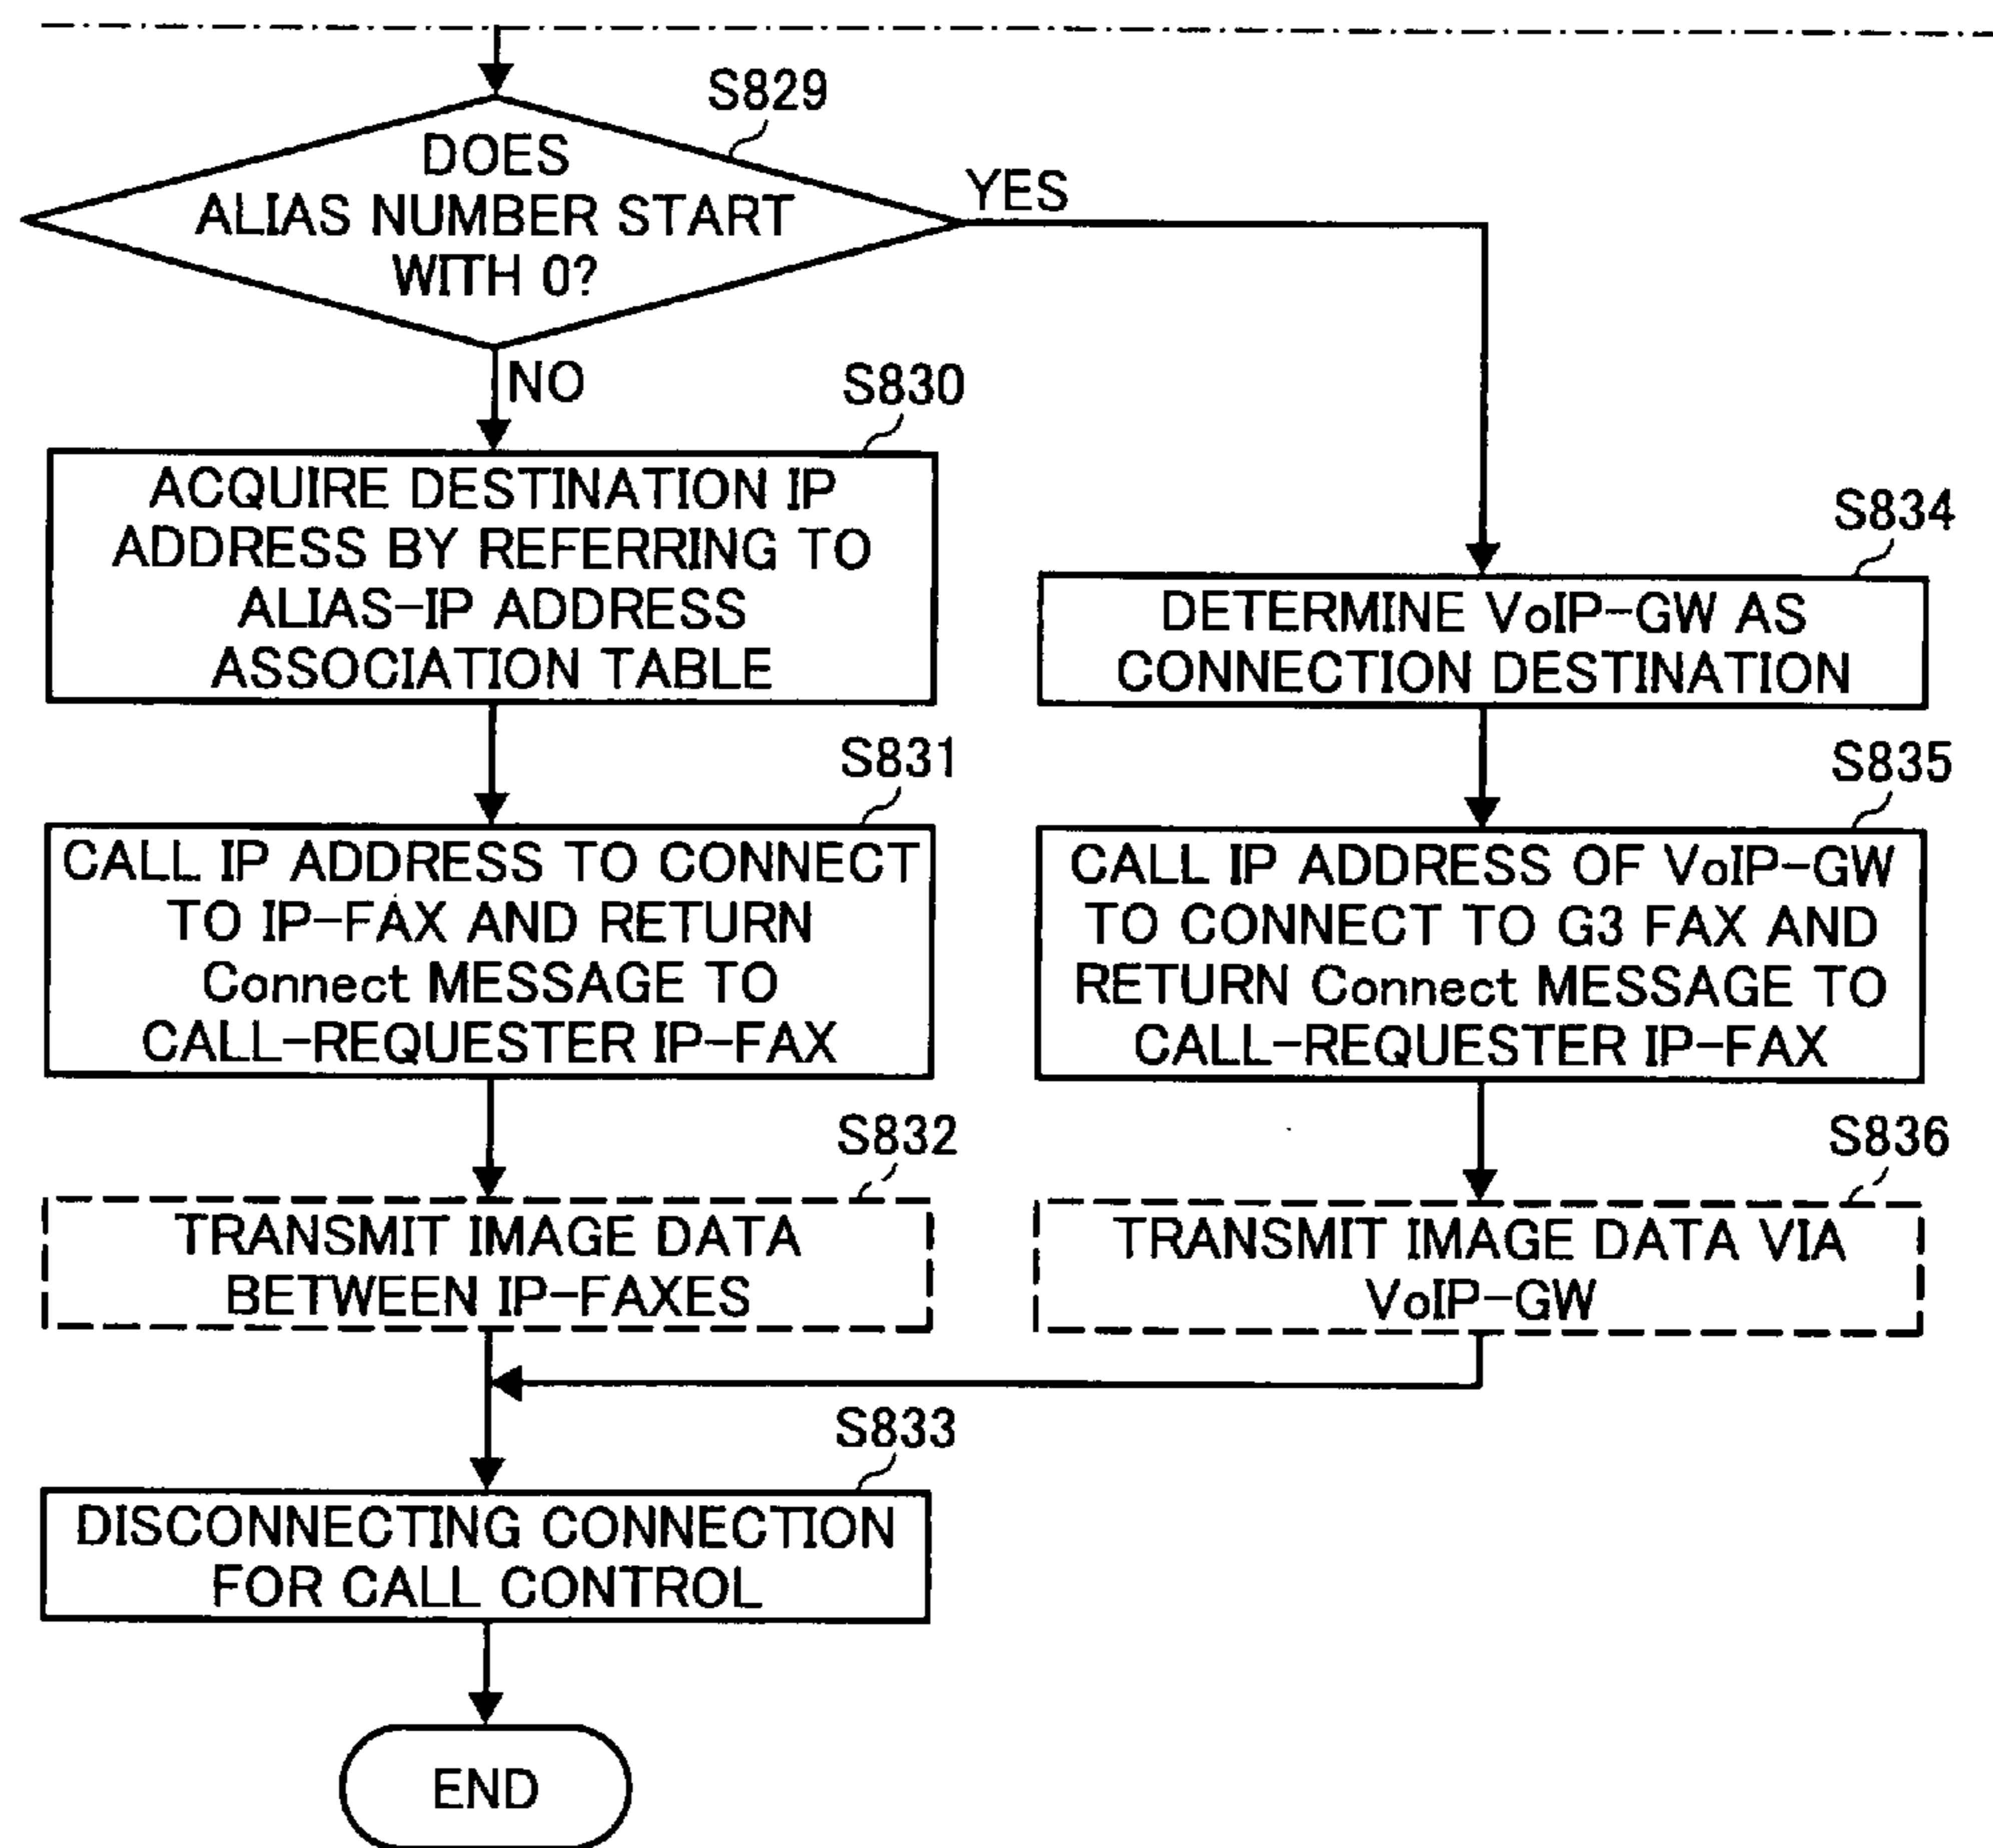 S829
DOES
ALIAS NUMBER START
WITH 0?
YES
NO
S830
ACQUIRE DESTINATION IP
ADDRESS BY REFERRING TO
ALIAS-IP ADDRESS
ASSOCIATION TABLE
S834
DETERMINE VoIP-GW AS
CONNECTION DESTINATION
S831
CALL IP ADDRESS TO CONNECT
TO IP-FAX AND RETURN
Connect MESSAGE TO
CALL-REQUESTER IP-FAX
S835
CALL IP ADDRESS OF VoIP-GW
TO CONNECT TO G3 FAX AND
RETURN Connect MESSAGE TO
CALL-REQUESTER IP-FAX
S832
TRANSMIT IMAGE DATA
BETWEEN IP-FAXES
S836
TRANSMIT IMAGE DATA VIA
VoIP-GW
S833
DISCONNECTING CONNECTION
FOR CALL CONTROL
END